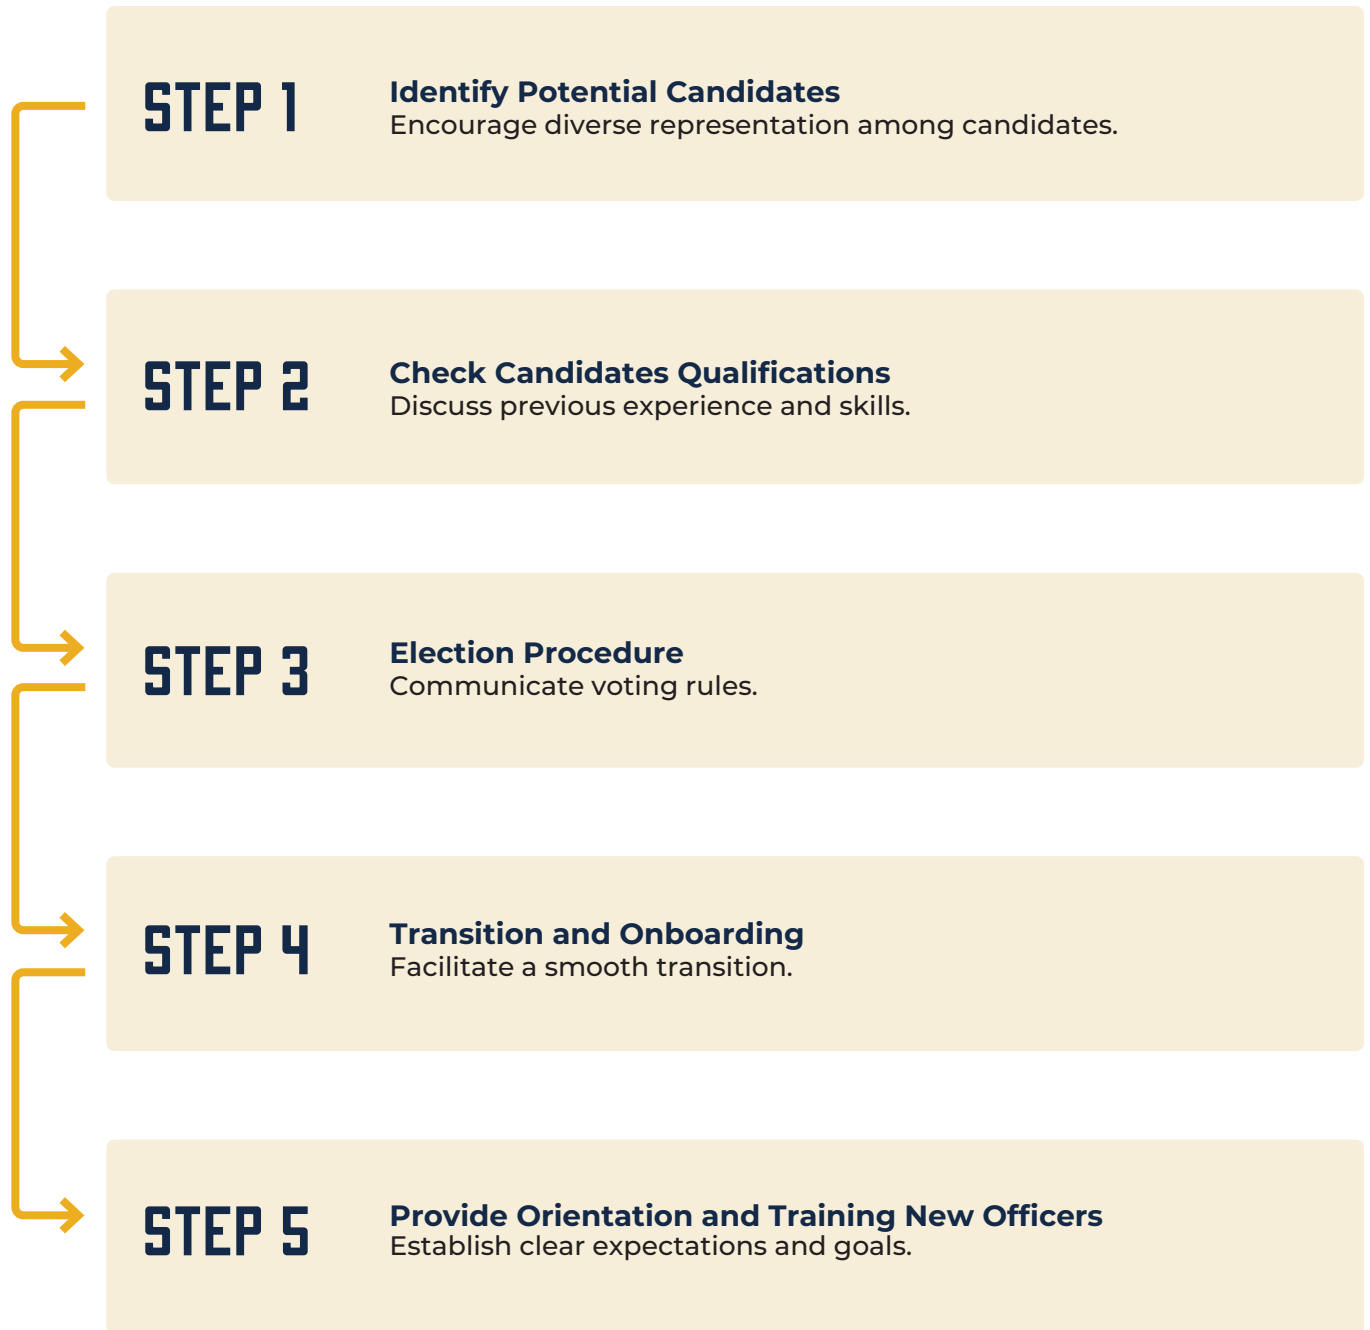 STEP 1
Identify Potential Candidates
Encourage diverse representation among candidates.
STEP 2
Check Candidates Qualifications
Discuss previous experience and skills.
STEP 3
Election Procedure
Communicate voting rules.
STEP 4
Transition and Onboarding
Facilitate a smooth transition.
STEP 5
Provide Orientation and Training New Officers
Establish clear expectations and goals.